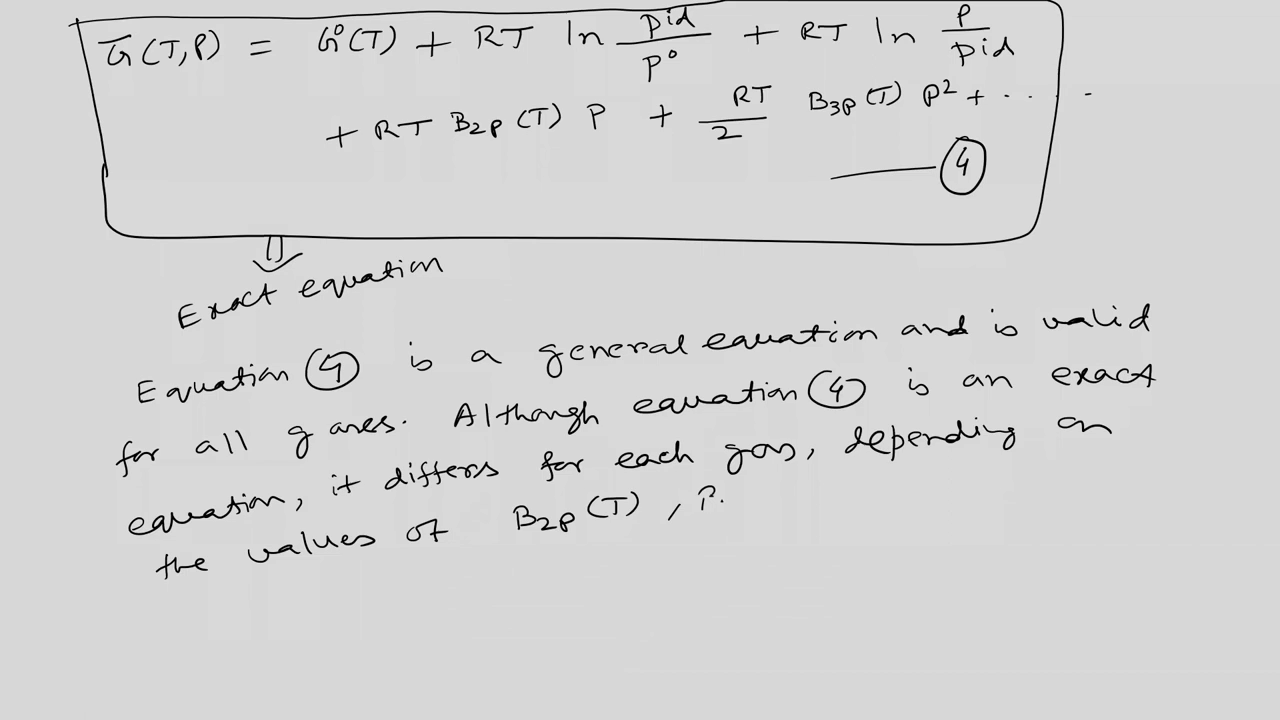 G̅(T,P) = G°(T) + RT ln pid/p° + RT ln P/pid
+ RT B₂ₚ(T) P + RT/2 B₃ₚ(T) P² + ....
④
Exact equation
Equation ④ is a general equation and is valid
for all gases. Although equation ④ is an exact
equation, it differs for each gas, depending on
the values of B₂ₚ(T),